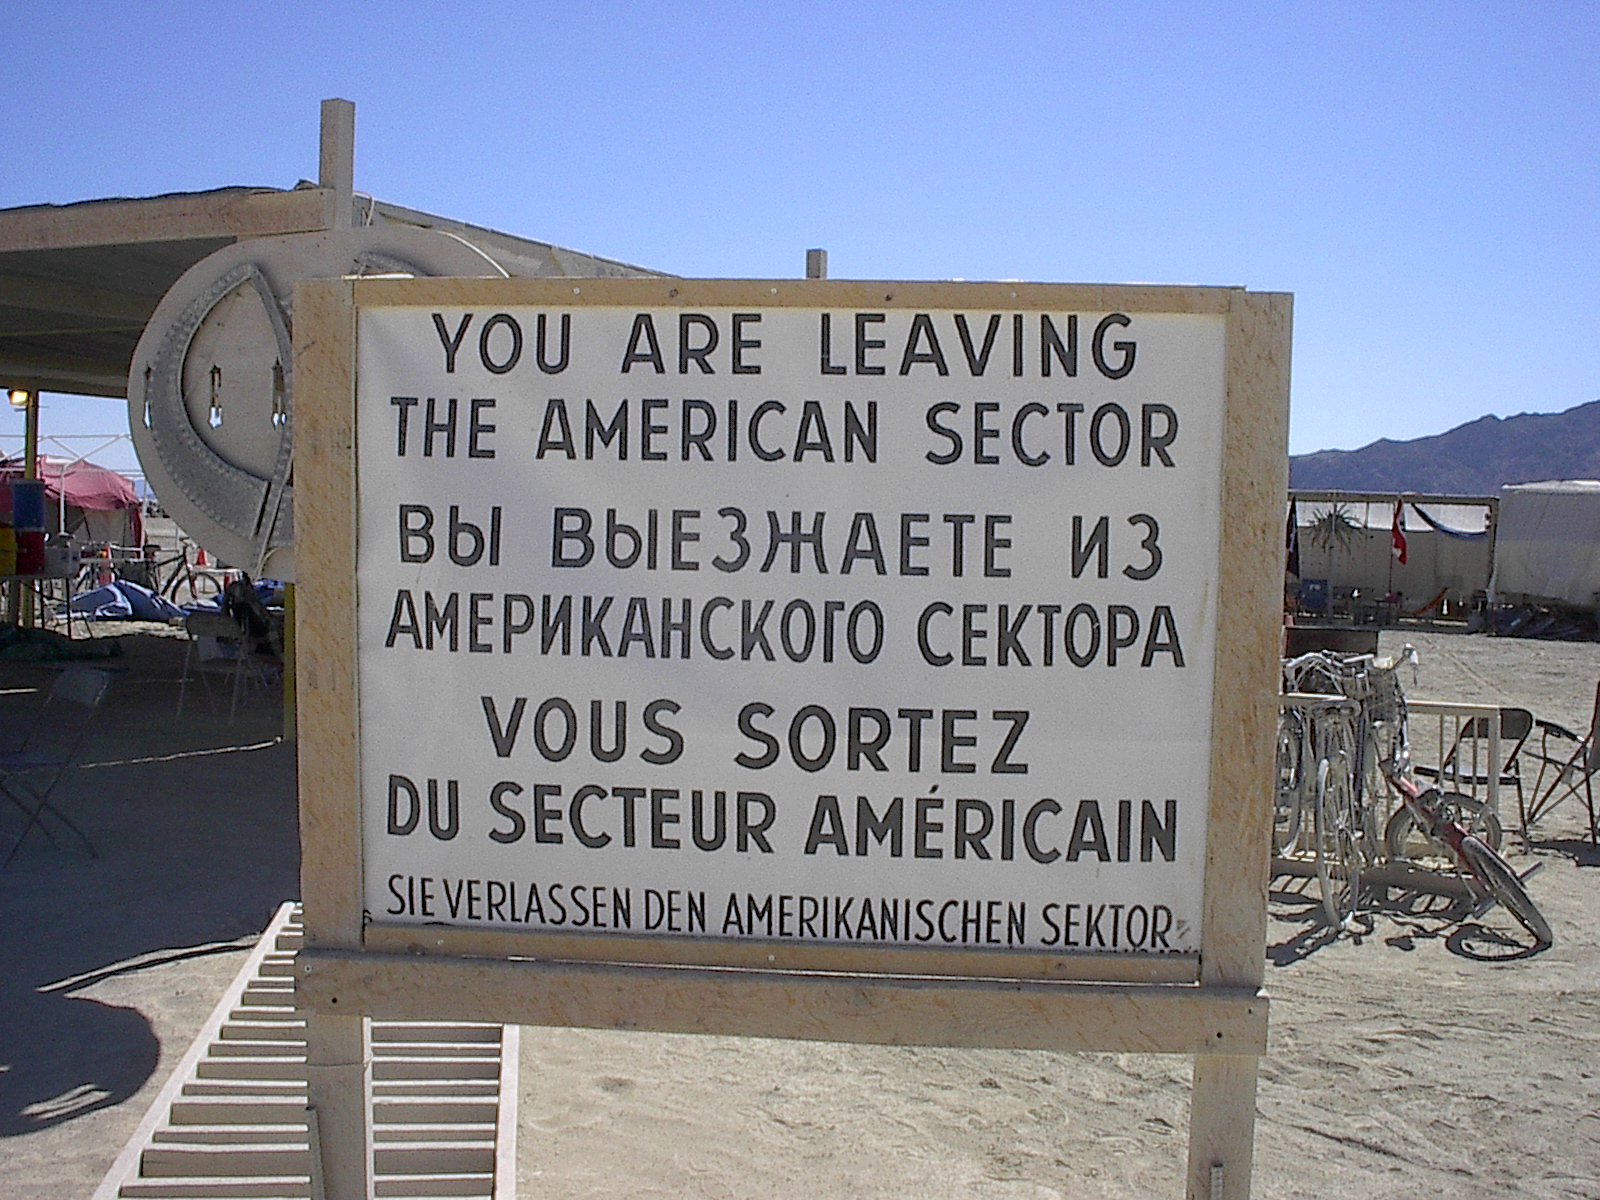 YOU ARE LEAVING
THE AMERICAN SECTOR
ВЫ ВЫЕЗЖАЕТЕ ИЗ
АМЕРИКАНСКОГО СЕКТОРА
VOUS SORTEZ
DU SECTEUR AMÉRICAIN
SIE VERLASSEN DEN AMERIKANISCHEN SEKTOR